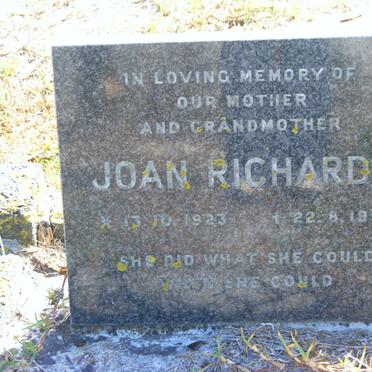 IN LOVING MEMORY OF
OUR MOTHER
AND GRANDMOTHER
JOAN RICHARD
* 13.10.1923 † 22.8.19
SHE DID WHAT SHE COULD
WHEN SHE COULD